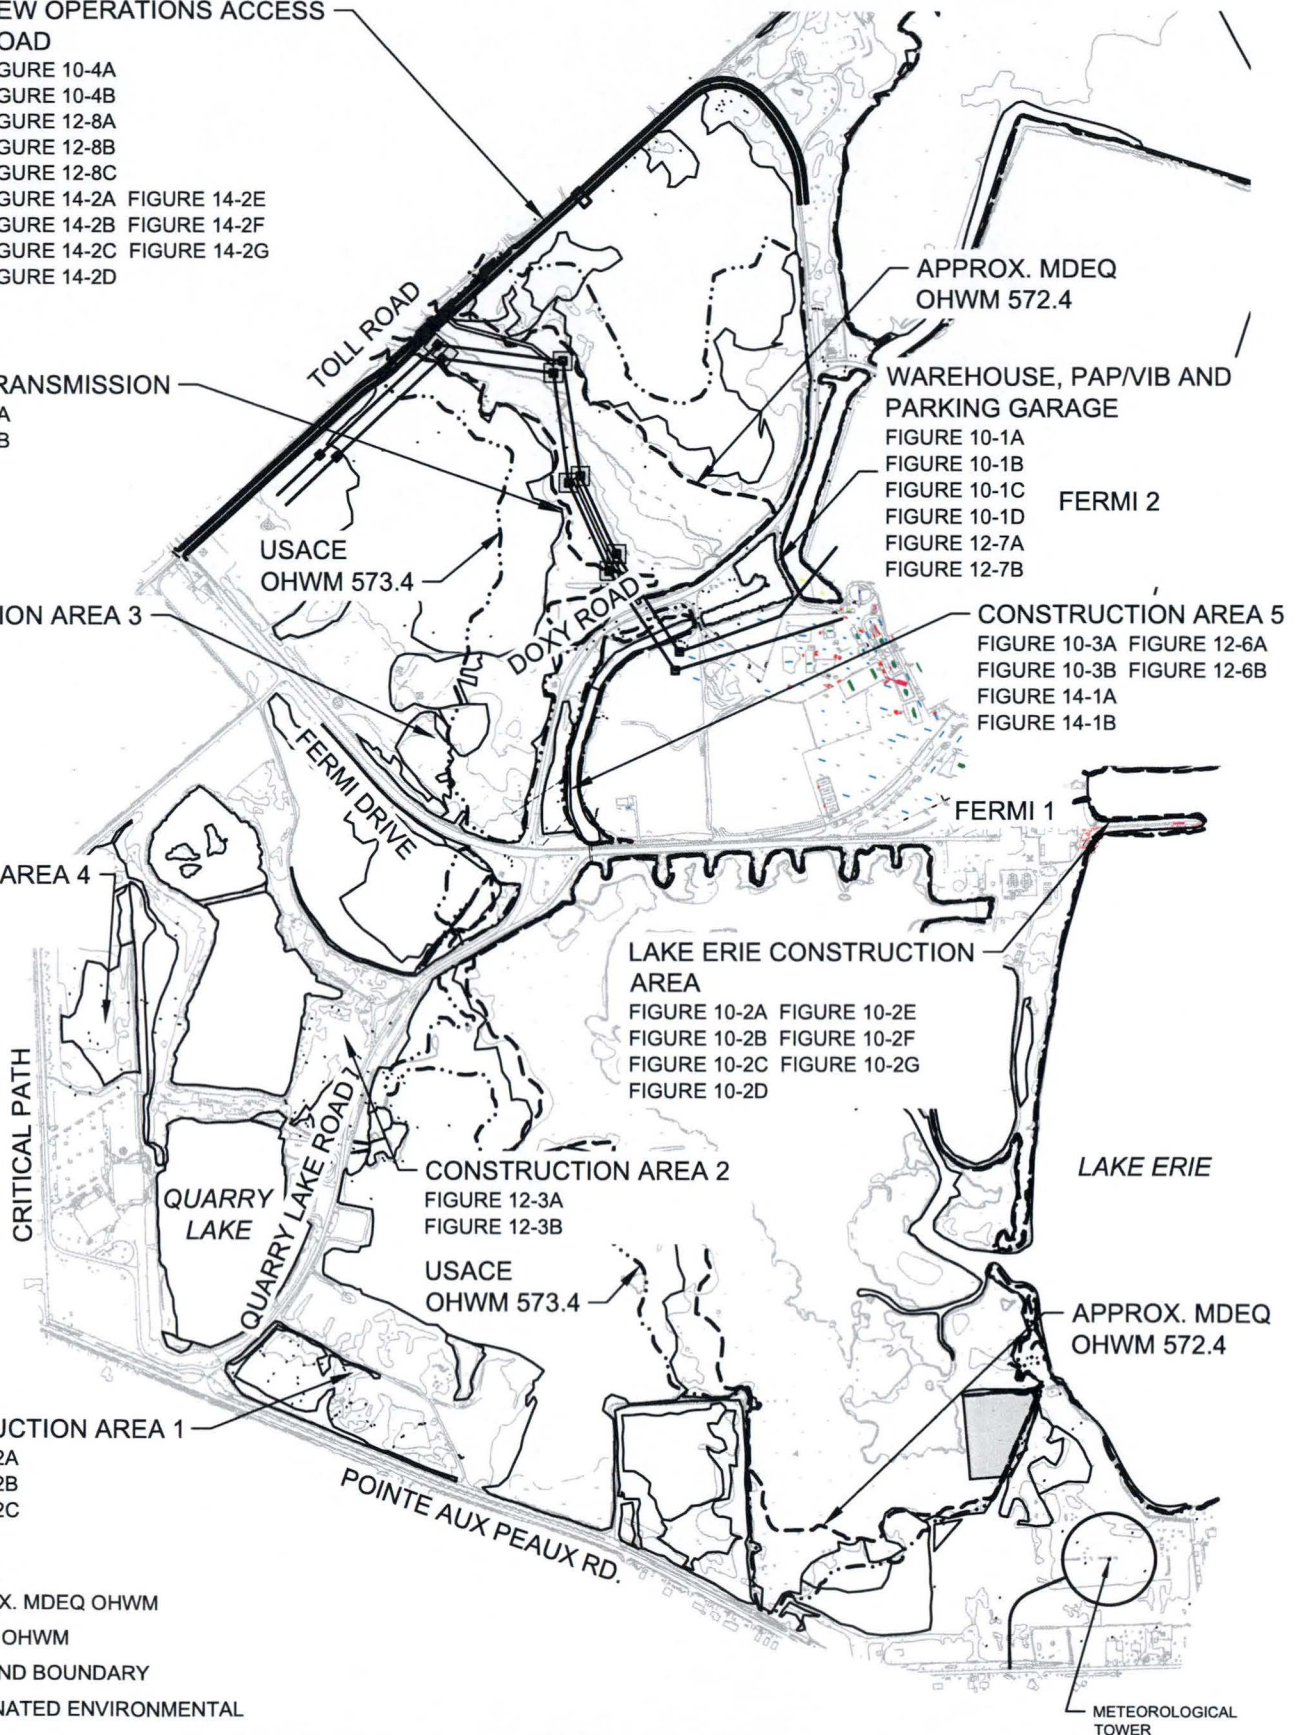 EW OPERATIONS ACCESS
OAD
GURE 10-4A
GURE 10-4B
GURE 12-8A
GURE 12-8B
GURE 12-8C
GURE 14-2A FIGURE 14-2E
GURE 14-2B FIGURE 14-2F
GURE 14-2C FIGURE 14-2G
GURE 14-2D
TOLL ROAD
APPROX. MDEQ
OHWM 572.4
RANSMISSION
A
B
WAREHOUSE, PAP/VIB AND
PARKING GARAGE
FIGURE 10-1A
FIGURE 10-1B
FIGURE 10-1C
FIGURE 10-1D
FIGURE 12-7A
FIGURE 12-7B
FERMI 2
USACE
OHWM 573.4
ION AREA 3
DOXY ROAD
CONSTRUCTION AREA 5
FIGURE 10-3A FIGURE 12-6A
FIGURE 10-3B FIGURE 12-6B
FIGURE 14-1A
FIGURE 14-1B
FERMI DRIVE
FERMI 1
AREA 4
LAKE ERIE CONSTRUCTION
AREA
FIGURE 10-2A FIGURE 10-2E
FIGURE 10-2B FIGURE 10-2F
FIGURE 10-2C FIGURE 10-2G
FIGURE 10-2D
CRITICAL PATH
QUARRY LAKE ROAD
QUARRY
LAKE
CONSTRUCTION AREA 2
FIGURE 12-3A
FIGURE 12-3B
LAKE ERIE
USACE
OHWM 573.4
APPROX. MDEQ
OHWM 572.4
UCTION AREA 1
2A
2B
2C
POINTE AUX PEAUX RD.
X. MDEQ OHWM
OHWM
ND BOUNDARY
NATED ENVIRONMENTAL
METEOROLOGICAL
TOWER